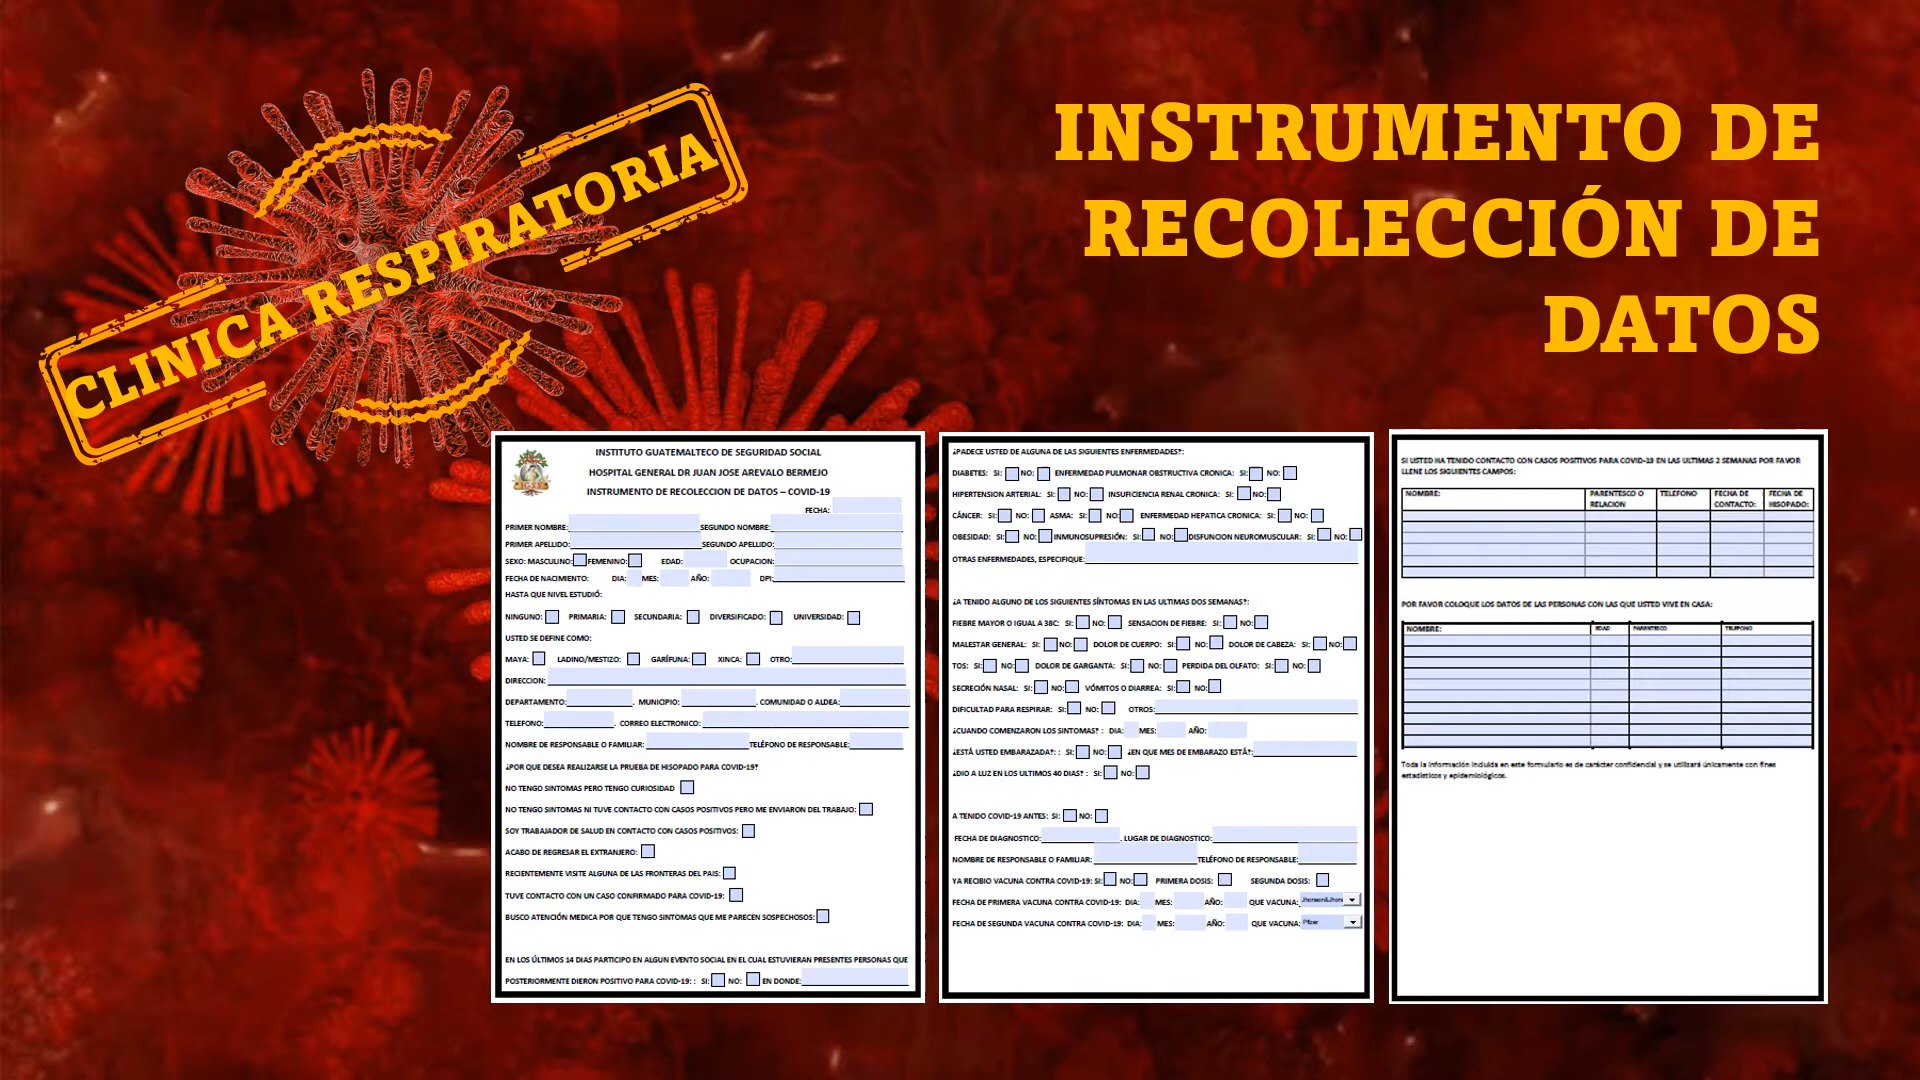 CLINICA RESPIRATORIA
INSTRUMENTO DE
RECOLECCIÓN DE
DATOS
IGSS
INSTITUTO GUATEMALTECO DE SEGURIDAD SOCIAL
HOSPITAL GENERAL DR JUAN JOSE AREVALO BERMEJO
INSTRUMENTO DE RECOLECCION DE DATOS – COVID-19
FECHA:
PRIMER NOMBRE: SEGUNDO NOMBRE:
PRIMER APELLIDO: SEGUNDO APELLIDO:
SEXO: MASCULINO: FEMENINO: EDAD: OCUPACION:
FECHA DE NACIMIENTO: DIA: MES: AÑO: DPI:
HASTA QUE NIVEL ESTUDIÓ:
NINGUNO: PRIMARIA: SECUNDARIA: DIVERSIFICADO: UNIVERSIDAD:
USTED SE DEFINE COMO:
MAYA: LADINO/MESTIZO: GARÍFUNA: XINCA: OTRO:
DIRECCION:
DEPARTAMENTO: . MUNICIPIO: . COMUNIDAD O ALDEA:
TELEFONO: . CORREO ELECTRONICO:
NOMBRE DE RESPONSABLE O FAMILIAR: TELÉFONO DE RESPONSABLE:
¿POR QUE DESEA REALIZARSE LA PRUEBA DE HISOPADO PARA COVID-19?
NO TENGO SINTOMAS PERO TENGO CURIOSIDAD
NO TENGO SINTOMAS NI TUVE CONTACTO CON CASOS POSITIVOS PERO ME ENVIARON DEL TRABAJO:
SOY TRABAJADOR DE SALUD EN CONTACTO CON CASOS POSITIVOS:
ACABO DE REGRESAR EL EXTRANJERO:
RECIENTEMENTE VISITE ALGUNA DE LAS FRONTERAS DEL PAIS:
TUVE CONTACTO CON UN CASO CONFIRMADO PARA COVID-19:
BUSCO ATENCIÓN MEDICA POR QUE TENGO SINTOMAS QUE ME PARECEN SOSPECHOSOS:
EN LOS ÚLTIMOS 14 DIAS PARTICIPO EN ALGUN EVENTO SOCIAL EN EL CUAL ESTUVIERAN PRESENTES PERSONAS QUE
POSTERIORMENTE DIERON POSITIVO PARA COVID-19: : SI: NO: EN DONDE:
¿PADECE USTED DE ALGUNA DE LAS SIGUIENTES ENFERMEDADES?:
DIABETES: SI: NO: ENFERMEDAD PULMONAR OBSTRUCTIVA CRONICA: SI: NO:
HIPERTENSION ARTERIAL: SI: NO: INSUFICIENCIA RENAL CRONICA: SI: NO:
CÁNCER: SI: NO: ASMA: SI: NO: ENFERMEDAD HEPATICA CRONICA: SI: NO:
OBESIDAD: SI: NO: INMUNOSUPRESIÓN: SI: NO: DISFUNCION NEUROMUSCULAR: SI: NO:
OTRAS ENFERMEDADES, ESPECIFIQUE:
¿A TENIDO ALGUNO DE LOS SIGUIENTES SÍNTOMAS EN LAS ULTIMAS DOS SEMANAS?:
FIEBRE MAYOR O IGUAL A 38C: SI: NO: SENSACION DE FIEBRE: SI: NO:
MALESTAR GENERAL: SI: NO: DOLOR DE CUERPO: SI: NO: DOLOR DE CABEZA: SI: NO:
TOS: SI: NO: DOLOR DE GARGANTA: SI: NO: PERDIDA DEL OLFATO: SI: NO:
SECRECIÓN NASAL: SI: NO: VÓMITOS O DIARREA: SI: NO:
DIFICULTAD PARA RESPIRAR: SI: NO: OTROS:
¿CUANDO COMENZARON LOS SINTOMAS? : DIA: MES: AÑO:
¿ESTÁ USTED EMBARAZADA?: : SI: NO: ¿EN QUE MES DE EMBARAZO ESTÁ?:
¿DIO A LUZ EN LOS ULTIMOS 40 DIAS? : SI: NO:
A TENIDO COVID-19 ANTES: SI: NO:
FECHA DE DIAGNOSTICO: . LUGAR DE DIAGNOSTICO:
NOMBRE DE RESPONSABLE O FAMILIAR: TELÉFONO DE RESPONSABLE:
YA RECIBIO VACUNA CONTRA COVID-19: SI: NO: PRIMERA DOSIS: SEGUNDA DOSIS:
FECHA DE PRIMERA VACUNA CONTRA COVID-19: DIA: MES: AÑO: QUE VACUNA: Jhonson&Jhon
FECHA DE SEGUNDA VACUNA CONTRA COVID-19: DIA: MES: AÑO: QUE VACUNA: Pfizer
SI USTED HA TENIDO CONTACTO CON CASOS POSITIVOS PARA COVID-19 EN LAS ULTIMAS 2 SEMANAS POR FAVOR
LLENE LOS SIGUIENTES CAMPOS:
NOMBRE: PARENTESCO O TELEFONO FECHA DE FECHA DE
RELACION CONTACTO: HISOPADO:
POR FAVOR COLOQUE LOS DATOS DE LAS PERSONAS CON LAS QUE USTED VIVE EN CASA:
NOMBRE: EDAD PARENTESCO TELEFONO
Toda la información incluida en este formulario es de carácter confidencial y se utilizará únicamente con fines
estadísticos y epidemiológicos.